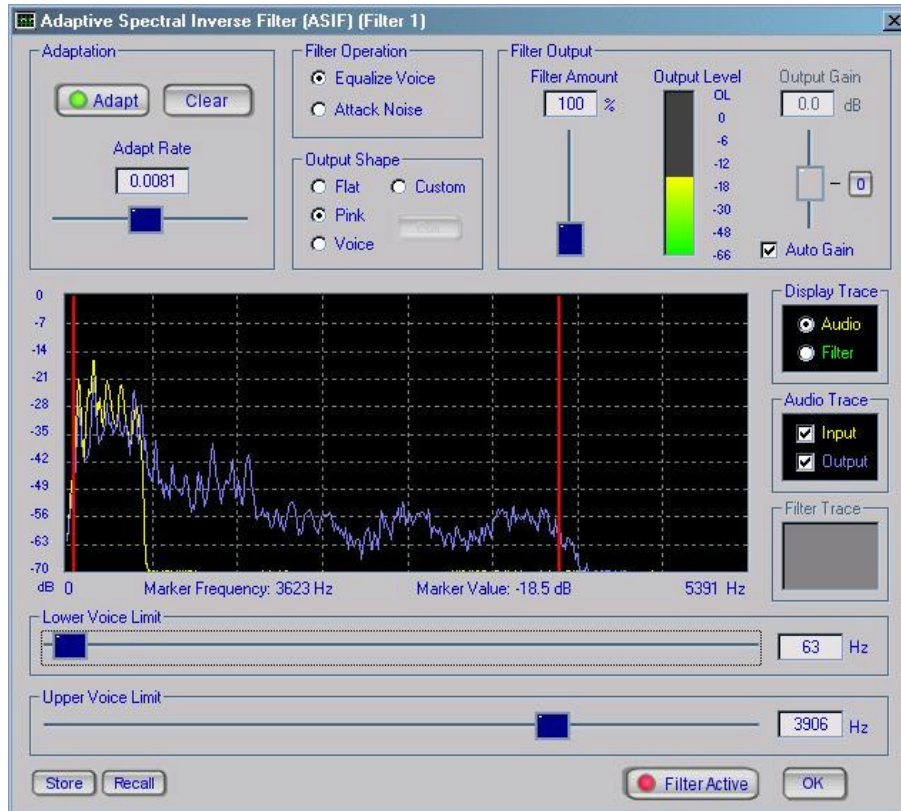 Adaptive Spectral Inverse Filter (ASIF) (Filter 1)
Adaptation
Adapt
Clear
Adapt Rate
0.0081
Filter Operation
Equalize Voice
Attack Noise
Output Shape
Flat
Custom
Pink
Voice
Filter Output
Filter Amount
100 %
Output Level
OL
0
-6
-12
-18
-30
-48
-66
Output Gain
0.0 dB
0
Auto Gain
0
-7
-14
-21
-28
-35
-42
-49
-56
-63
-70
dB 0 Marker Frequency: 3623 Hz Marker Value: -18.5 dB 5391 Hz
Display Trace
Audio
Filter
Audio Trace
Input
Output
Filter Trace
Lower Voice Limit
63 Hz
Upper Voice Limit
3906 Hz
Store
Recall
Filter Active
OK